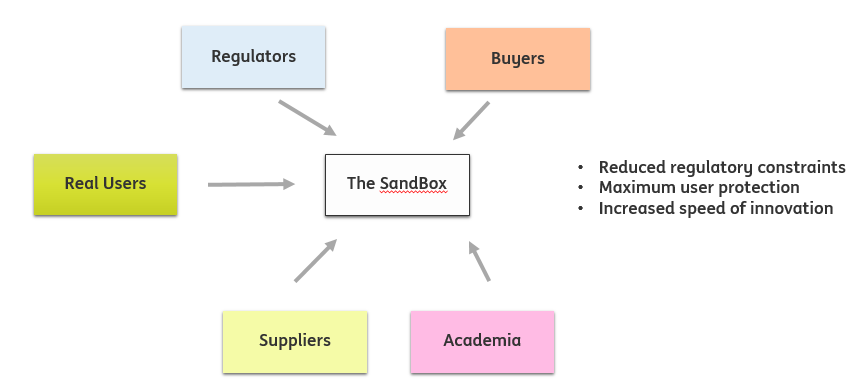 Regulators
Buyers
Real Users
The SandBox
• Reduced regulatory constraints
• Maximum user protection
• Increased speed of innovation
Suppliers
Academia